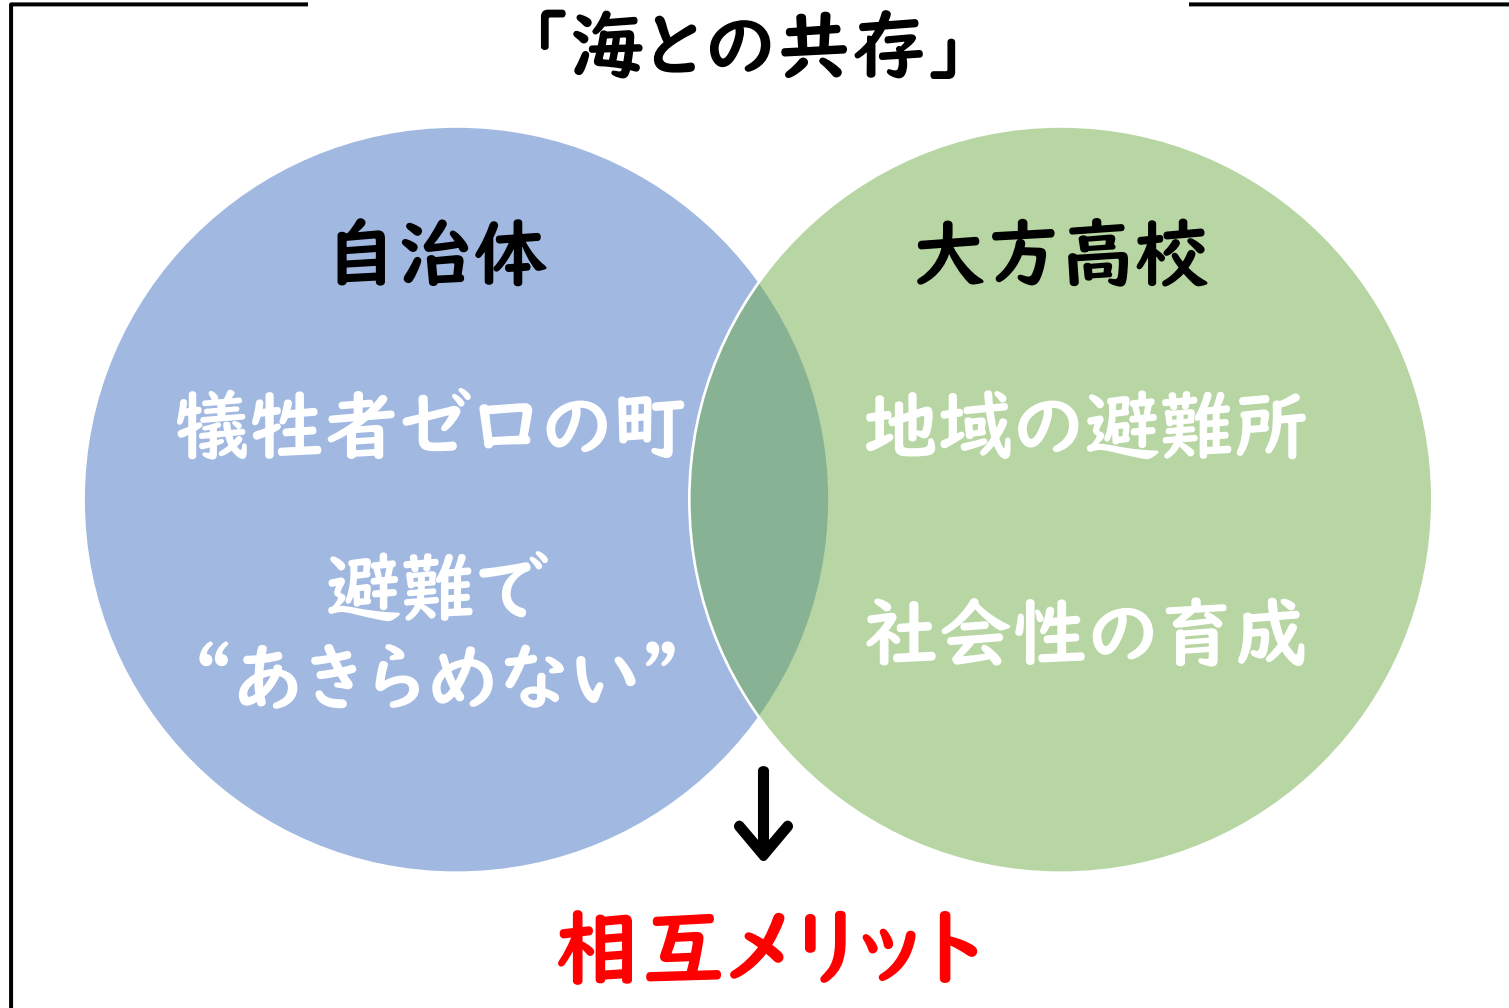 「海との共存」
自治体
犠牲者ゼロの町
避難で
“あきらめない”
大方高校
地域の避難所
社会性の育成
↓
相互メリット